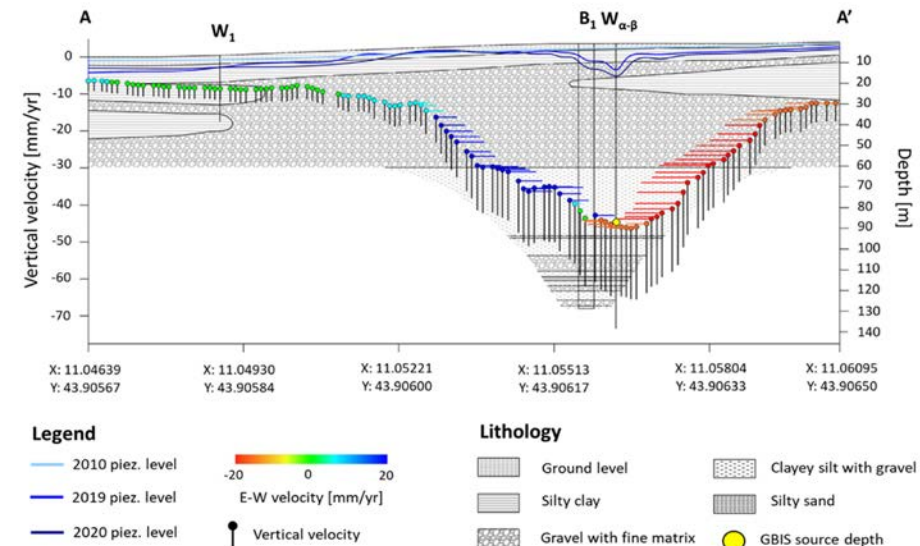 A
W1
B1 Wα-β
A'
Vertical velocity [mm/yr]
0
-10
-20
-30
-40
-50
-60
-70
10
20
30
40
50
60
70
80
90
100
110
120
130
140
Depth [m]
X: 11.04639
Y: 43.90567
X: 11.04930
Y: 43.90584
X: 11.05221
Y: 43.90600
X: 11.05513
Y: 43.90617
X: 11.05804
Y: 43.90633
X: 11.06095
Y: 43.90650
Legend
2010 piez. level
2019 piez. level
2020 piez. level
-20 0 20
E-W velocity [mm/yr]
Vertical velocity
Lithology
Ground level
Silty clay
Gravel with fine matrix
Clayey silt with gravel
Silty sand
GBIS source depth